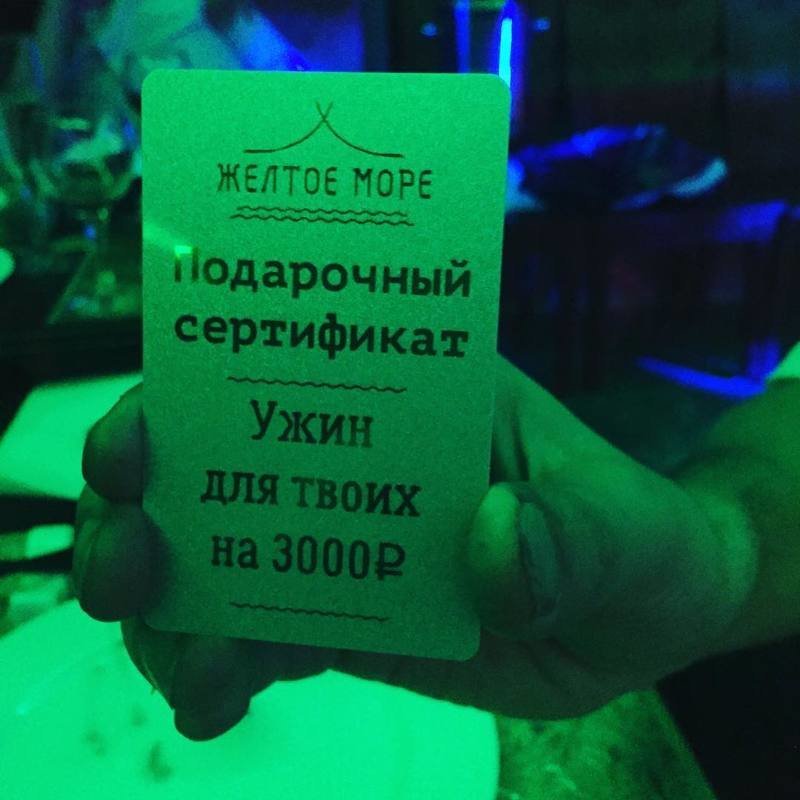 ЖЕЛТОЕ МОРЕ
Подарочный
сертификат
Ужин
для твоих
на 3000₽